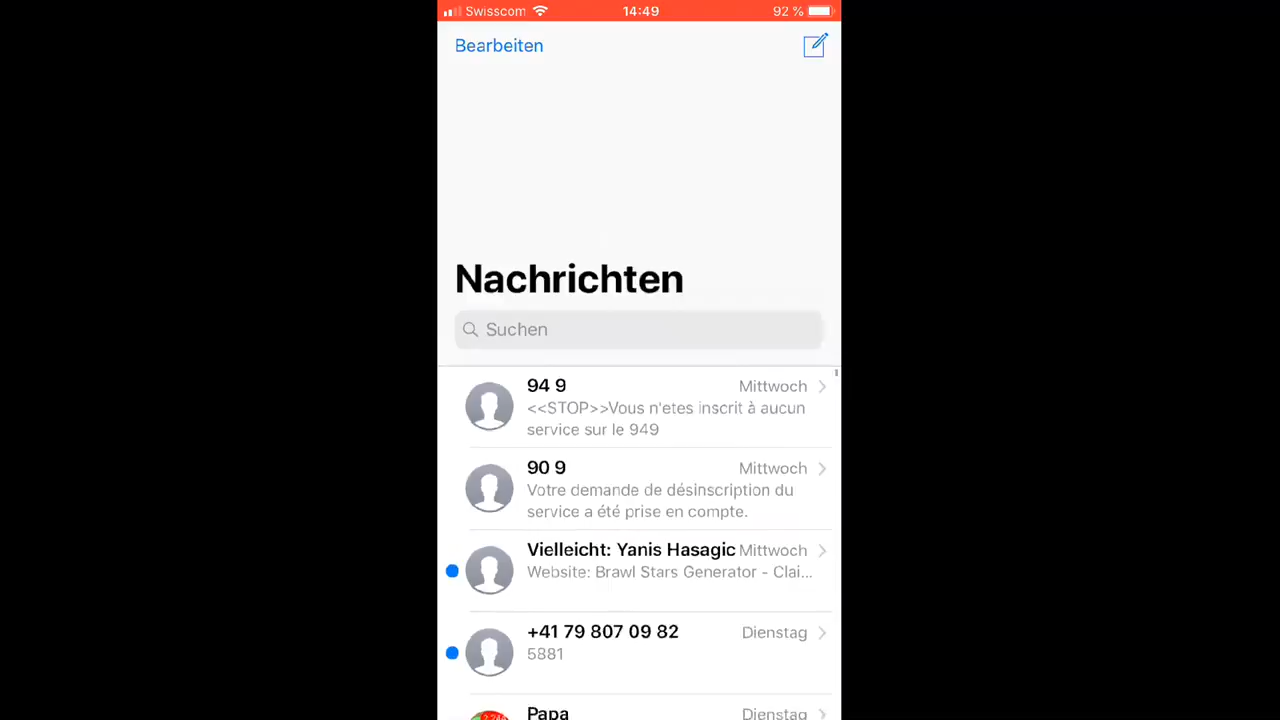 Swisscom 14:49 92 %
Bearbeiten
Nachrichten
Suchen
94 9 Mittwoch
<<STOP>>Vous n'etes inscrit à aucun
service sur le 949
90 9 Mittwoch
Votre demande de désinscription du
service a été prise en compte.
Vielleicht: Yanis Hasagic Mittwoch
Website: Brawl Stars Generator - Clai...
+41 79 807 09 82 Dienstag
5881
Papa Dienstag